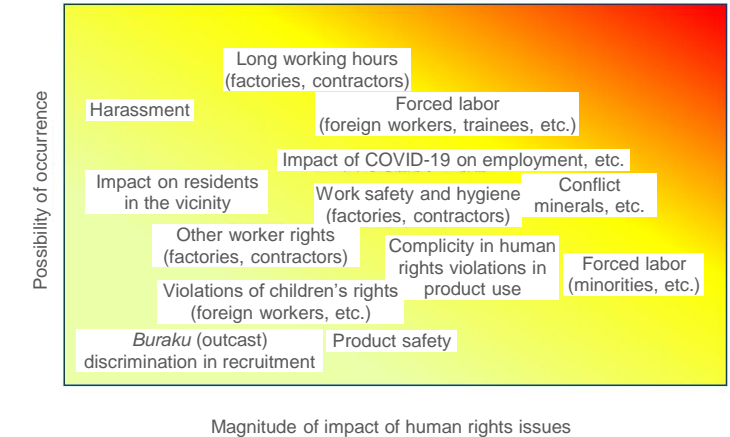 Possibility of occurrence
Long working hours
(factories, contractors)
Harassment
Forced labor
(foreign workers, trainees, etc.)
Impact of COVID-19 on employment, etc.
Impact on residents
in the vicinity
Work safety and hygiene
(factories, contractors)
Conflict
minerals, etc.
Other worker rights
(factories, contractors)
Complicity in human
rights violations in
product use
Forced labor
(minorities, etc.)
Violations of children’s rights
(foreign workers, etc.)
Buraku (outcast)
discrimination in recruitment
Product safety
Magnitude of impact of human rights issues